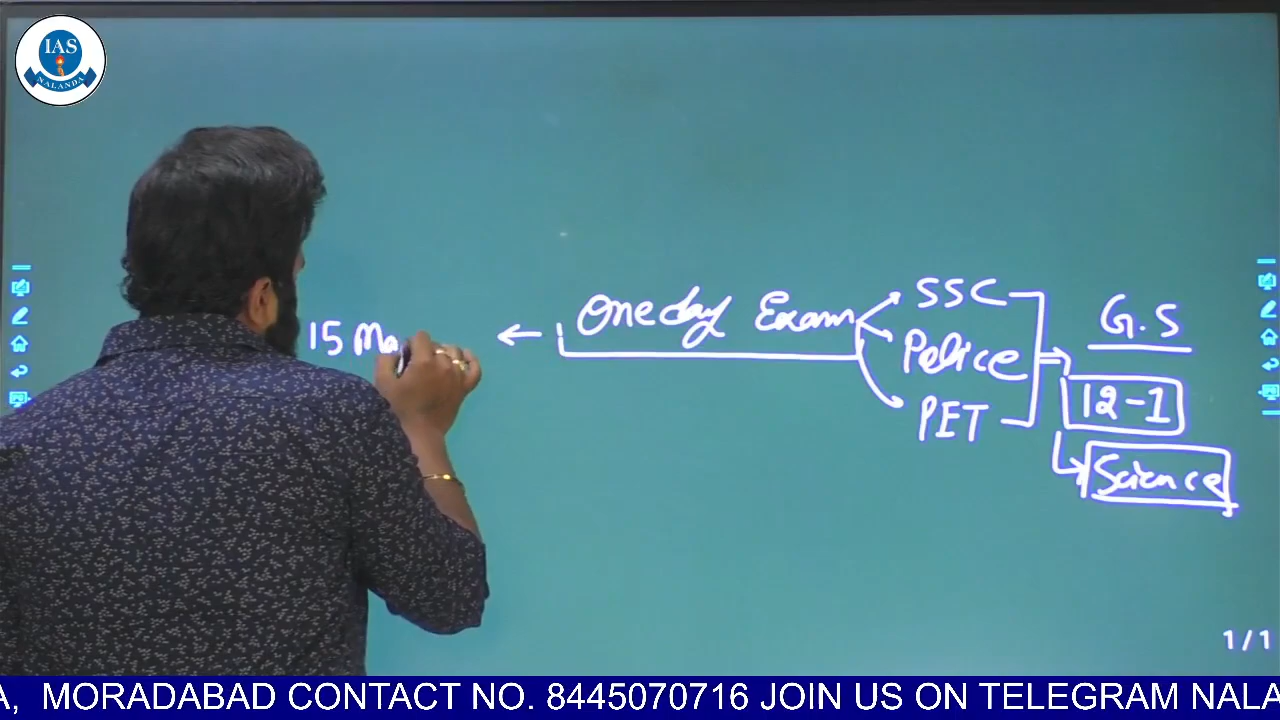 IAS
NALANDA
15 Ma
One day Exam
SSC
Police
PET
G.S
12-1
Science
1/1
A, MORADABAD CONTACT NO. 8445070716 JOIN US ON TELEGRAM NALA